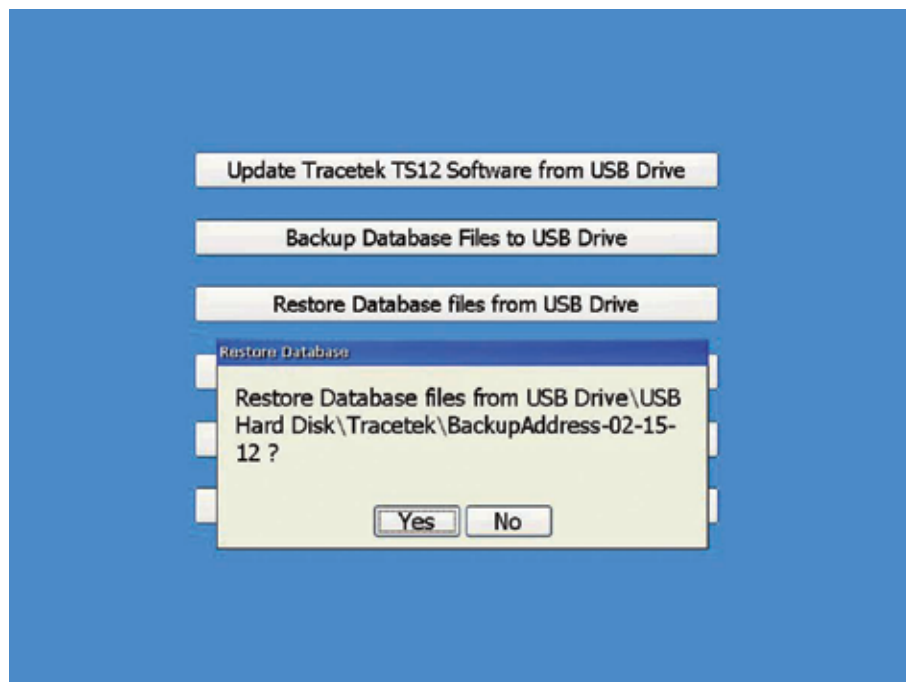 Update Tracetek TS12 Software from USB Drive
Backup Database Files to USB Drive
Restore Database files from USB Drive
Restore Database
Restore Database files from USB Drive\USB
Hard Disk\Tracetek\BackupAddress-02-15-
12 ?
Yes
No